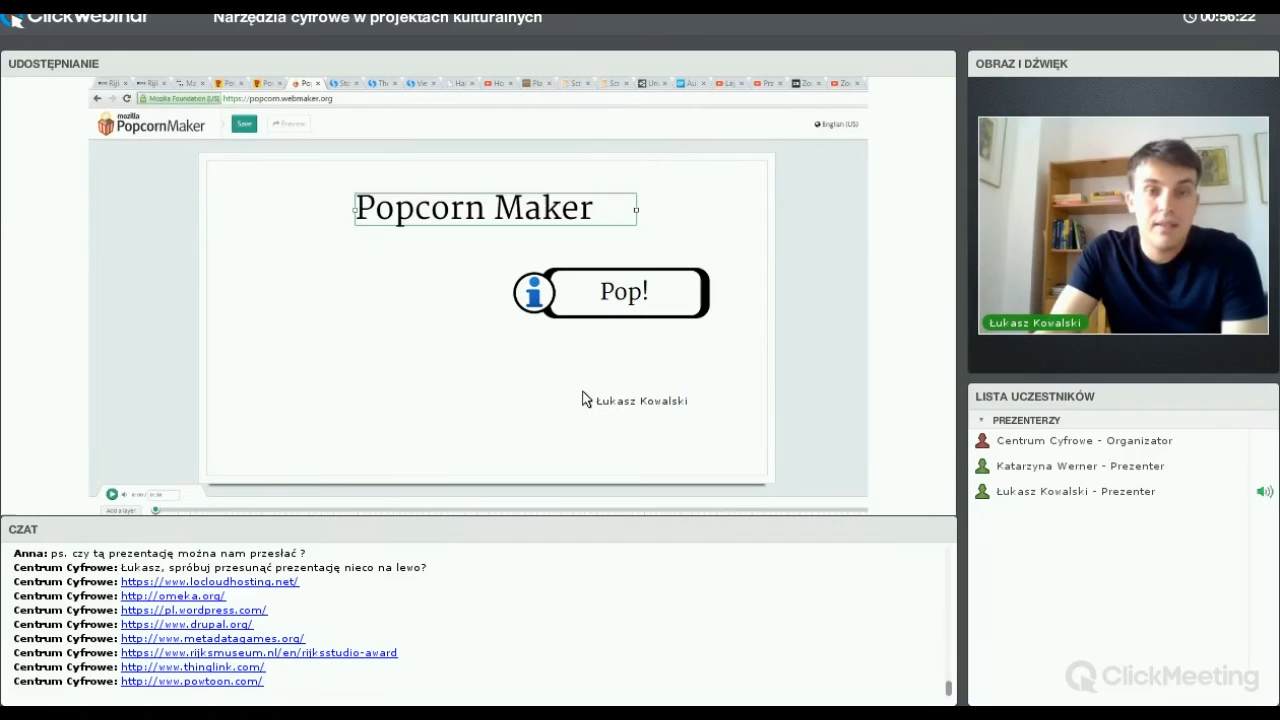 ClickWebinar
Narzędzia cyfrowe w projektach kulturalnych
00:56:22
UDOSTĘPNIANIE
OBRAZ I DŹWIĘK
Mozilla Foundation [US] https://popcorn.webmaker.org
mozilla
PopcornMaker
Save
Preview
English (US)
Popcorn Maker
Pop!
Łukasz Kowalski
Add a layer
Łukasz Kowalski
LISTA UCZESTNIKÓW
PREZENTERZY
Centrum Cyfrowe - Organizator
Katarzyna Werner - Prezenter
Łukasz Kowalski - Prezenter
CZAT
Anna: ps. czy tą prezentację można nam przesłać ?
Centrum Cyfrowe: Łukasz, spróbuj przesunąć prezentację nieco na lewo?
Centrum Cyfrowe: https://www.locloudhosting.net/
Centrum Cyfrowe: http://omeka.org/
Centrum Cyfrowe: https://pl.wordpress.com/
Centrum Cyfrowe: https://www.drupal.org/
Centrum Cyfrowe: http://www.metadatagames.org/
Centrum Cyfrowe: https://www.rijksmuseum.nl/en/rijksstudio-award
Centrum Cyfrowe: http://www.thinglink.com/
Centrum Cyfrowe: http://www.powtoon.com/
ClickMeeting